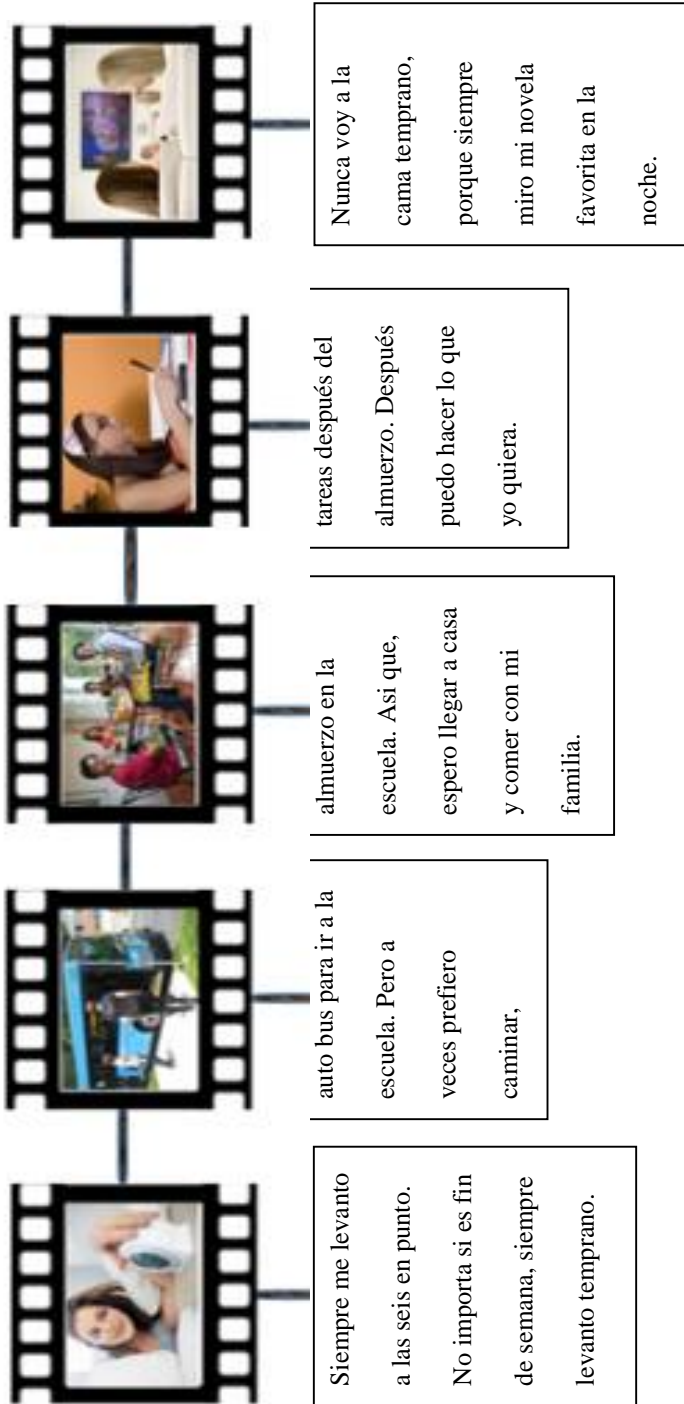 Siempre me levanto
a las seis en punto.
No importa si es fin
de semana, siempre
levanto temprano.
auto bus para ir a la
escuela. Pero a
veces prefiero
caminar,
almuerzo en la
escuela. Asi que,
espero llegar a casa
y comer con mi
familia.
tareas después del
almuerzo. Después
puedo hacer lo que
yo quiera.
Nunca voy a la
cama temprano,
porque siempre
miro mi novela
favorita en la
noche.